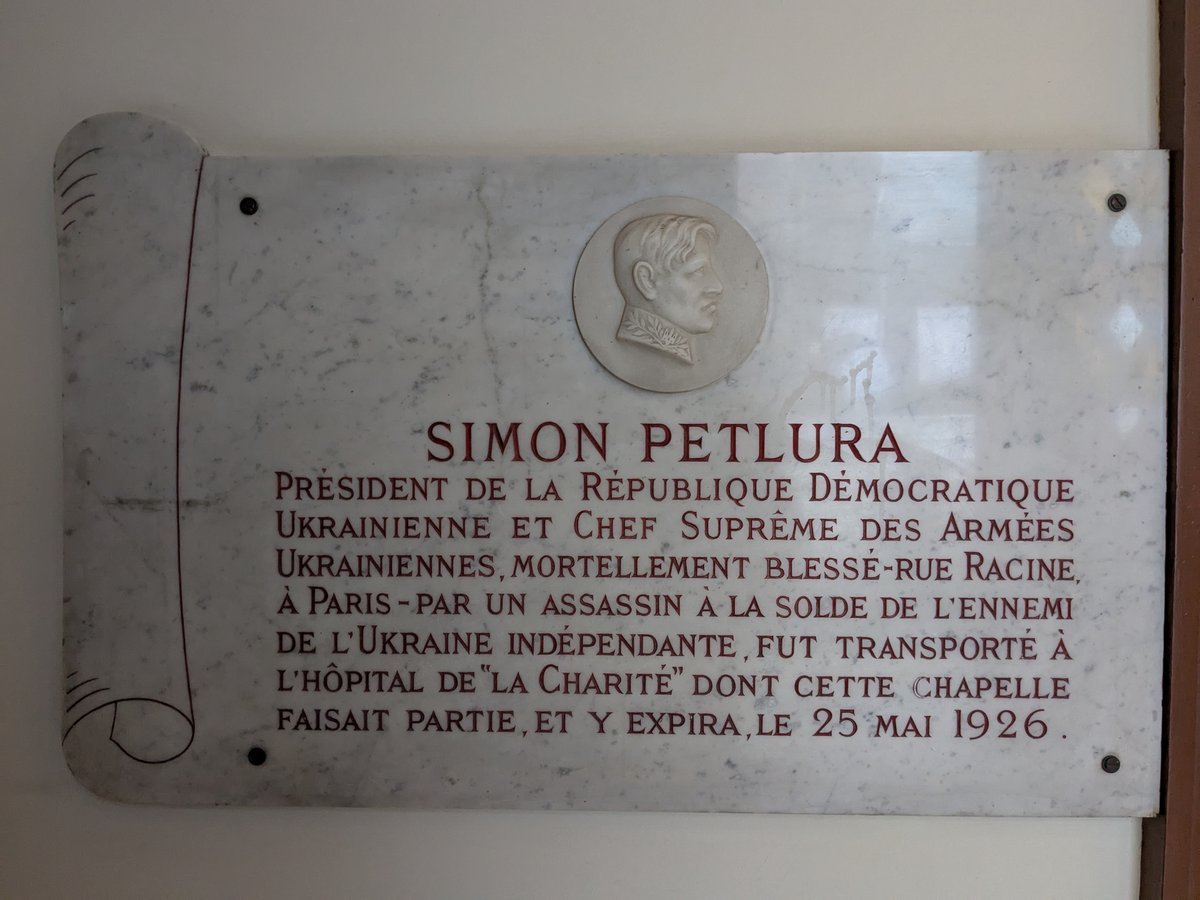 SIMON PETLURA
PRÉSIDENT DE LA RÉPUBLIQUE DÉMOCRATIQUE
UKRAINIENNE ET CHEF SUPRÊME DES ARMÉES
UKRAINIENNES, MORTELLEMENT BLESSÉ-RUE RACINE,
À PARIS-PAR UN ASSASSIN À LA SOLDE DE L'ENNEMI
DE L'UKRAINE INDÉPENDANTE, FUT TRANSPORTÉ À
L'HÔPITAL DE "LA CHARITÉ" DONT CETTE CHAPELLE
FAISAIT PARTIE, ET Y EXPIRA, LE 25 MAI 1926.